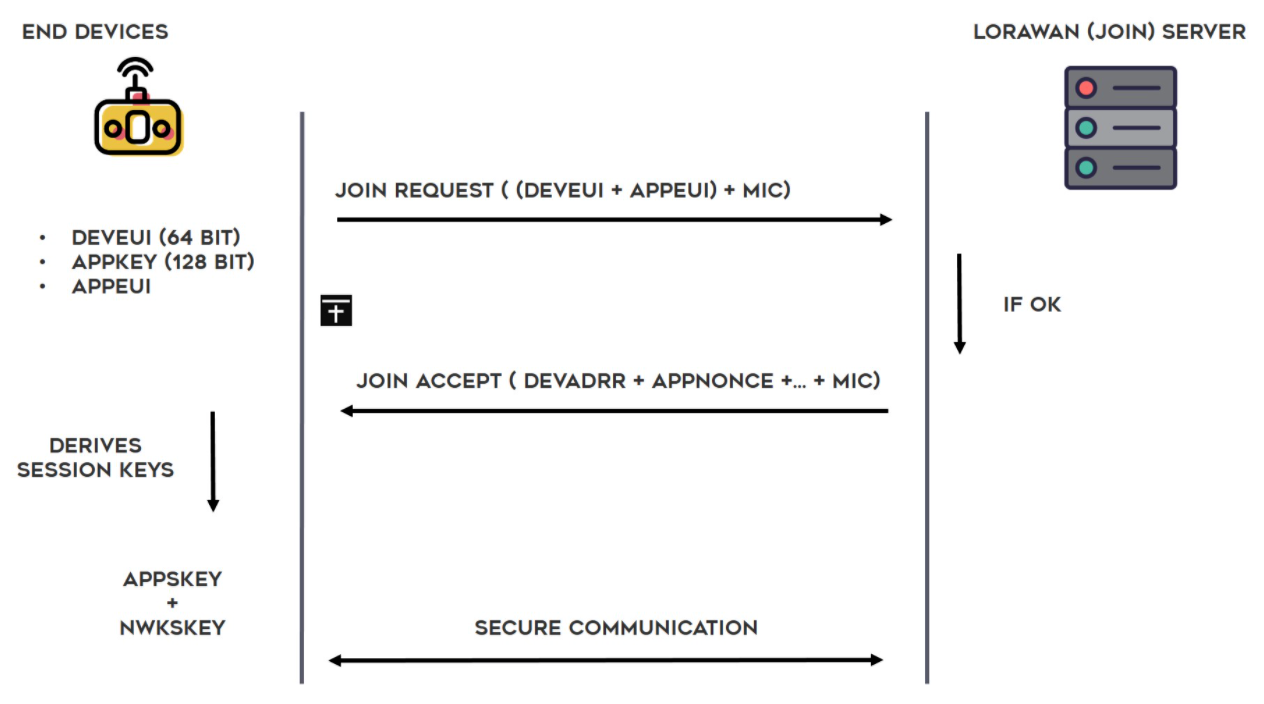 END DEVICES
LORAWAN (JOIN) SERVER
JOIN REQUEST ( (DEVEUI + APPEUI) + MIC)
• DEVEUI (64 BIT)
• APPKEY (128 BIT)
• APPEUI
IF OK
JOIN ACCEPT ( DEVADRR + APPNONCE +... + MIC)
DERIVES
SESSION KEYS
APPSKEY
+
NWKSKEY
SECURE COMMUNICATION